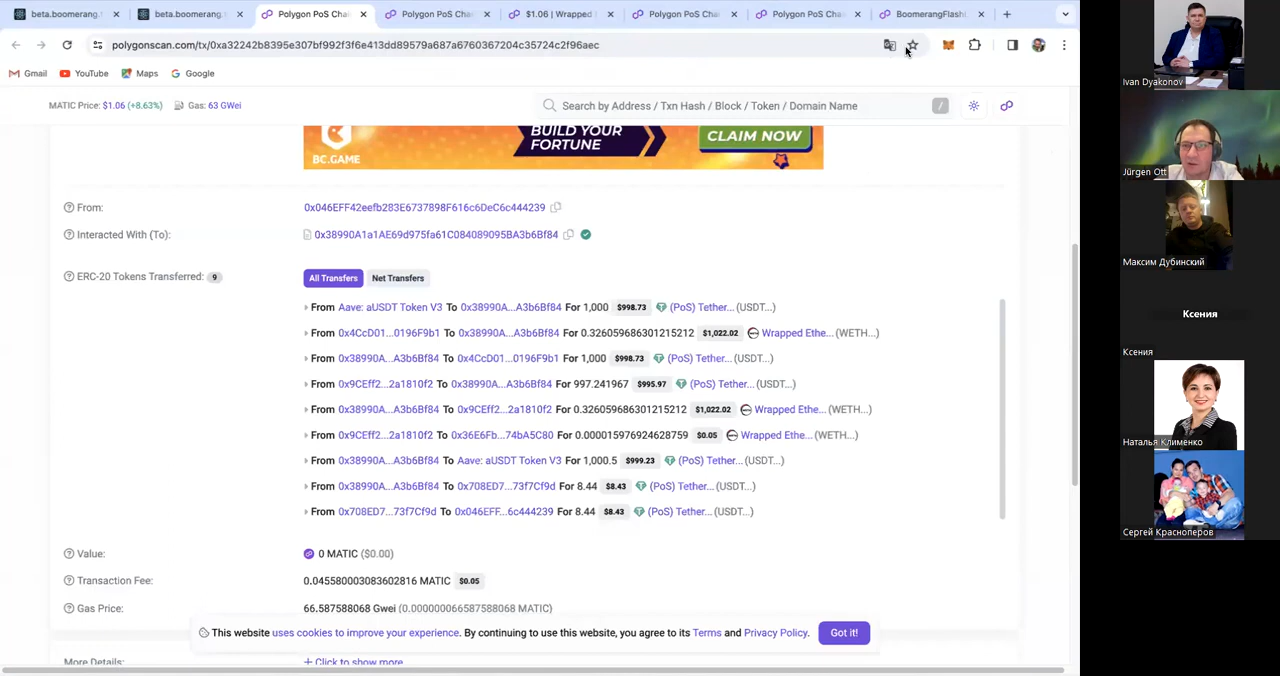 beta.boomerang.
beta.boomerang.
Polygon PoS Cha
Polygon PoS Cha
$1.06 | Wrapped
Polygon PoS Cha
Polygon PoS Cha
BoomerangFlashL
polygonscan.com/tx/0xa32242b8395e307bf992f3f6e413dd89579a687a6760367204c35724c2f96aec
Gmail
YouTube
Maps
Google
MATIC Price: $1.06 (+8.63%)
Gas: 63 GWei
Search by Address / Txn Hash / Block / Token / Domain Name
/
BC.GAME
BUILD YOUR
FORTUNE
CLAIM NOW
From:
0x046EFF42eefb283E6737898F616c6DeC6c444239
Interacted With (To):
0x38990A1a1AE69d975fa61C084089095BA3b6Bf84
ERC-20 Tokens Transferred: 9
All Transfers
Net Transfers
From Aave: aUSDT Token V3 To 0x38990A...A3b6Bf84 For 1,000 $998.73 (PoS) Tether... (USDT...)
From 0x4CcD01...0196F9b1 To 0x38990A...A3b6Bf84 For 0.326059686301215212 $1,022.02 Wrapped Ethe... (WETH...)
From 0x38990A...A3b6Bf84 To 0x4CcD01...0196F9b1 For 1,000 $998.73 (PoS) Tether... (USDT...)
From 0x9CEff2...2a1810f2 To 0x38990A...A3b6Bf84 For 997.241967 $995.97 (PoS) Tether... (USDT...)
From 0x38990A...A3b6Bf84 To 0x9CEff2...2a1810f2 For 0.326059686301215212 $1,022.02 Wrapped Ethe... (WETH...)
From 0x9CEff2...2a1810f2 To 0x36E6Fb...74bA5C80 For 0.000015976924628759 $0.05 Wrapped Ethe... (WETH...)
From 0x38990A...A3b6Bf84 To Aave: aUSDT Token V3 For 1,000.5 $999.23 (PoS) Tether... (USDT...)
From 0x38990A...A3b6Bf84 To 0x708ED7...73f7Cf9d For 8.44 $8.43 (PoS) Tether... (USDT...)
From 0x708ED7...73f7Cf9d To 0x046EFF...6c444239 For 8.44 $8.43 (PoS) Tether... (USDT...)
Value:
0 MATIC ($0.00)
Transaction Fee:
0.045580003083602816 MATIC $0.05
Gas Price:
66.587588068 Gwei (0.000000066587588068 MATIC)
This website uses cookies to improve your experience. By continuing to use this website, you agree to its Terms and Privacy Policy.
Got it!
More Details:
+ Click to show more
Ivan Dyakonov
Jürgen Ott
Максим Дубинский
Ксения
Ксения
Наталья Клименко
Сергей Красноперов